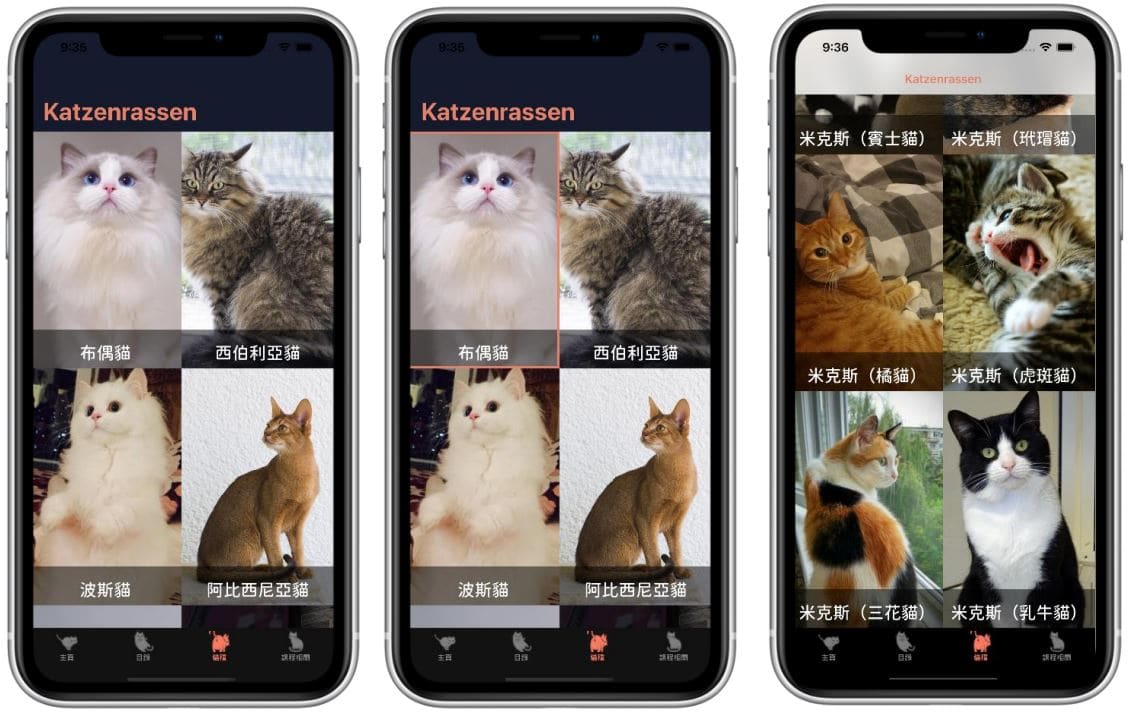 9:35
Katzenrassen
布偶貓
西伯利亞貓
波斯貓
阿比西尼亞貓
主頁
目錄
貓種
課程相關
9:35
Katzenrassen
布偶貓
西伯利亞貓
波斯貓
阿比西尼亞貓
主頁
目錄
貓種
課程相關
9:36
Katzenrassen
米克斯（賓士貓）
米克斯（玳瑁貓）
米克斯（橘貓）
米克斯（虎斑貓）
米克斯（三花貓）
米克斯（乳牛貓）
主頁
目錄
貓種
課程相關